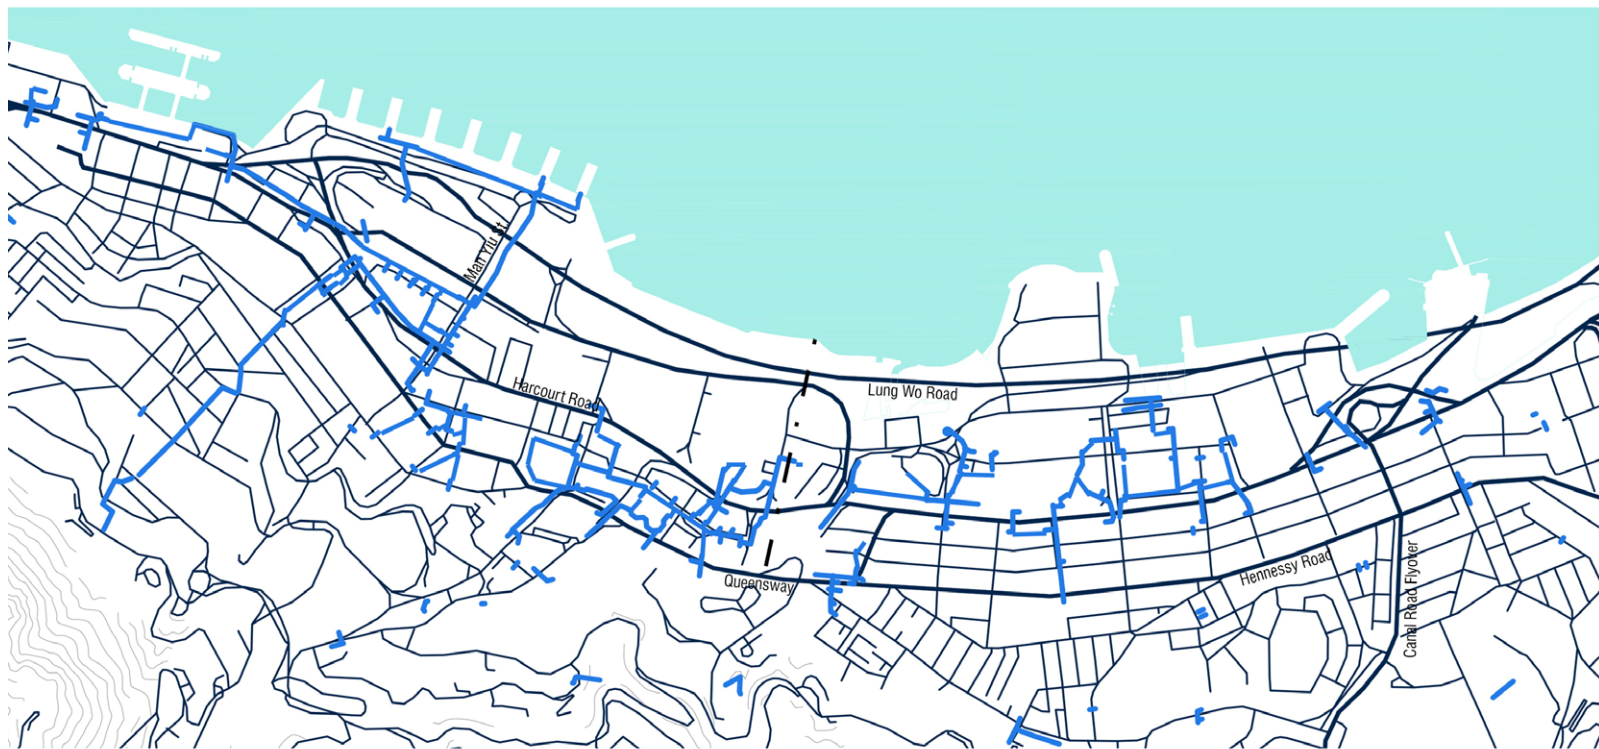 Man Yiu St
Harcourt Road
Lung Wo Road
Queensway
Hennessy Road
Canal Road Flyover